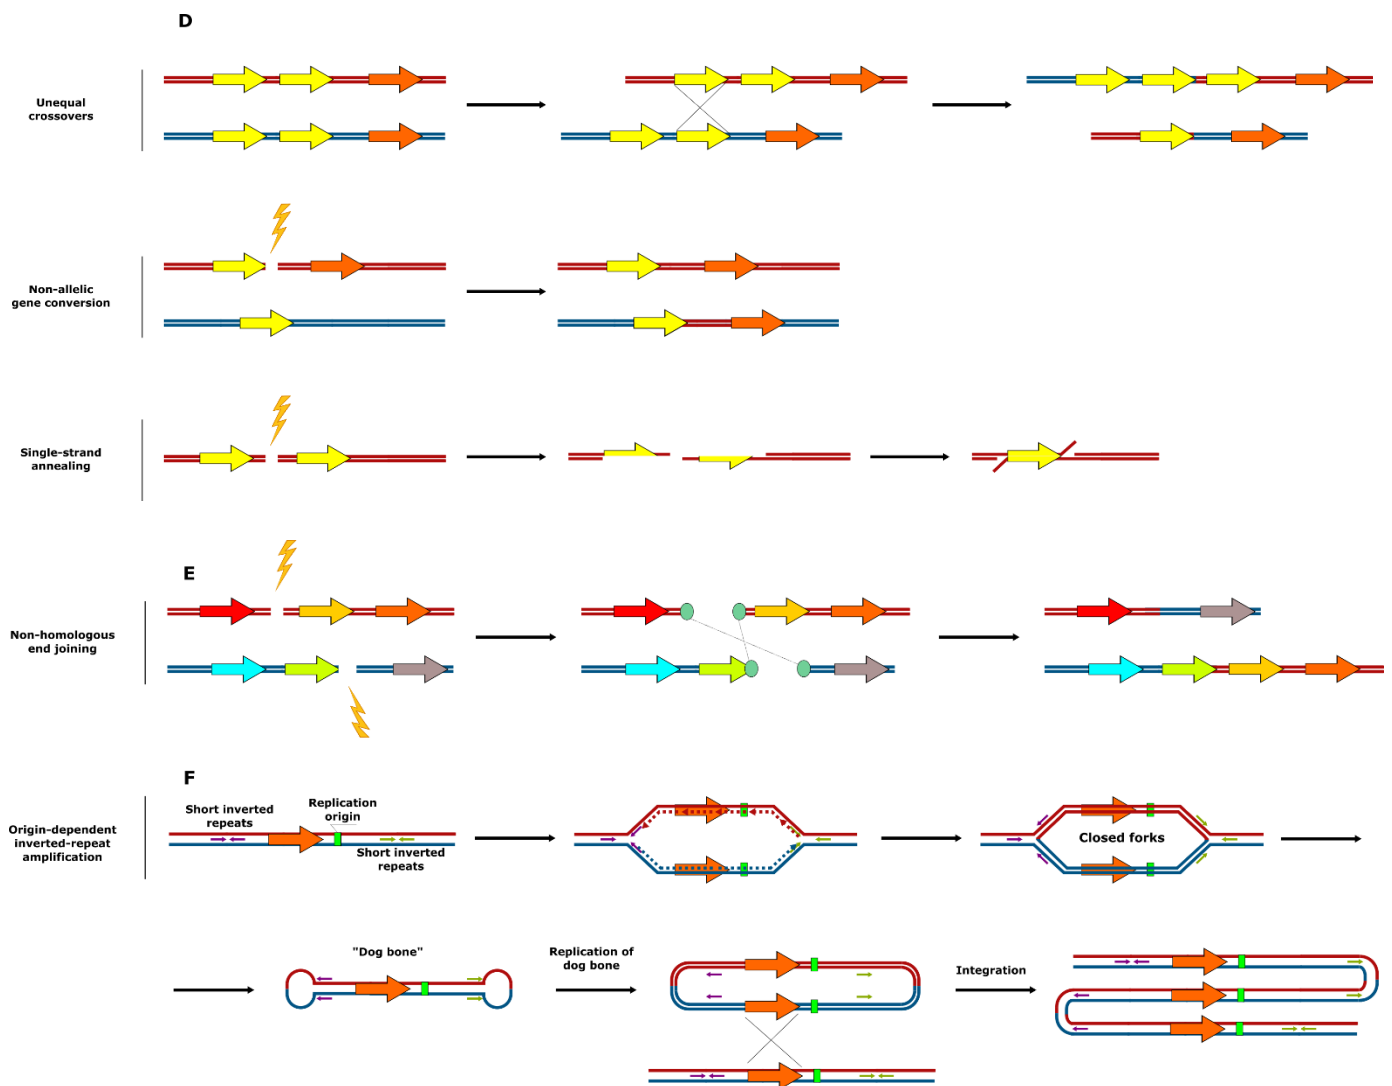 D
Unequal
crossovers
Non-allelic
gene conversion
Single-strand
annealing
E
Non-homologous
end joining
F
Origin-dependent
inverted-repeat
amplification
Short inverted
repeats
Replication
origin
Short inverted
repeats
Closed forks
"Dog bone"
Replication of
dog bone
Integration